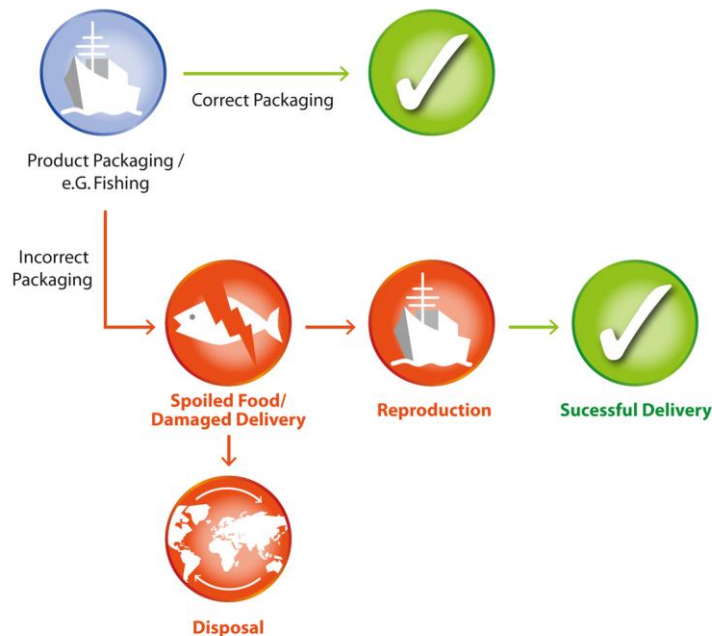 Correct Packaging
Product Packaging /
e.G. Fishing
Incorrect
Packaging
Spoiled Food/
Damaged Delivery
Reproduction
Sucessful Delivery
Disposal